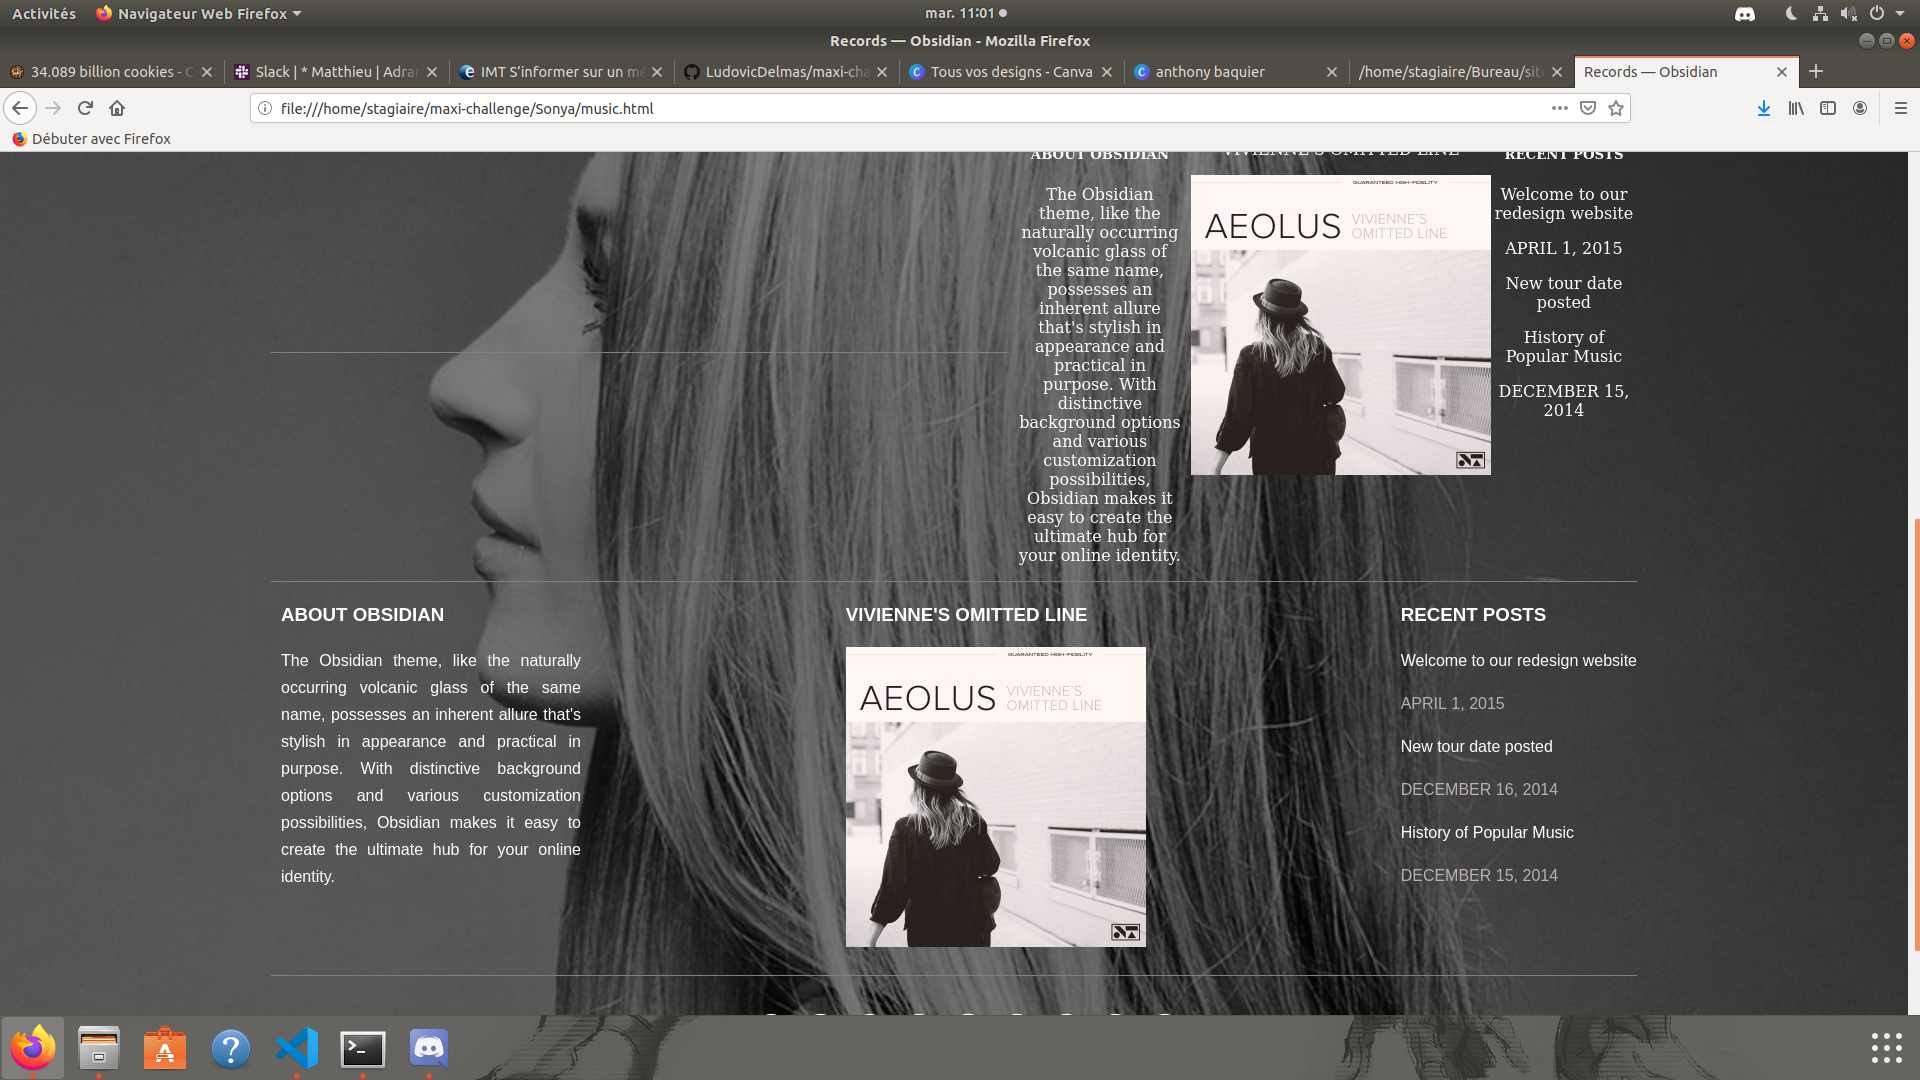 Activités
Navigateur Web Firefox
mar. 11:01
Records — Obsidian - Mozilla Firefox
34.089 billion cookies - C
Slack | * Matthieu | Adrar
IMT S'informer sur un mé
LudovicDelmas/maxi-cha
Tous vos designs - Canva
anthony baquier
/home/stagiaire/Bureau/site
Records — Obsidian
file:///home/stagiaire/maxi-challenge/Sonya/music.html
Débuter avec Firefox
ABOUT OBSIDIAN
The Obsidian
theme, like the
naturally occurring
volcanic glass of
the same name,
possesses an
inherent allure
that's stylish in
appearance and
practical in
purpose. With
distinctive
background options
and various
customization
possibilities,
Obsidian makes it
easy to create the
ultimate hub for
your online identity.
VIVIENNE'S OMITTED LINE
GUARANTEED HIGH-FIDELITY
AEOLUS
VIVIENNE'S
OMITTED LINE
RECENT POSTS
Welcome to our
redesign website
APRIL 1, 2015
New tour date
posted
History of
Popular Music
DECEMBER 15,
2014
ABOUT OBSIDIAN
The Obsidian theme, like the naturally
occurring volcanic glass of the same
name, possesses an inherent allure that's
stylish in appearance and practical in
purpose. With distinctive background
options and various customization
possibilities, Obsidian makes it easy to
create the ultimate hub for your online
identity.
VIVIENNE'S OMITTED LINE
GUARANTEED HIGH-FIDELITY
AEOLUS
VIVIENNE'S
OMITTED LINE
RECENT POSTS
Welcome to our redesign website
APRIL 1, 2015
New tour date posted
DECEMBER 16, 2014
History of Popular Music
DECEMBER 15, 2014